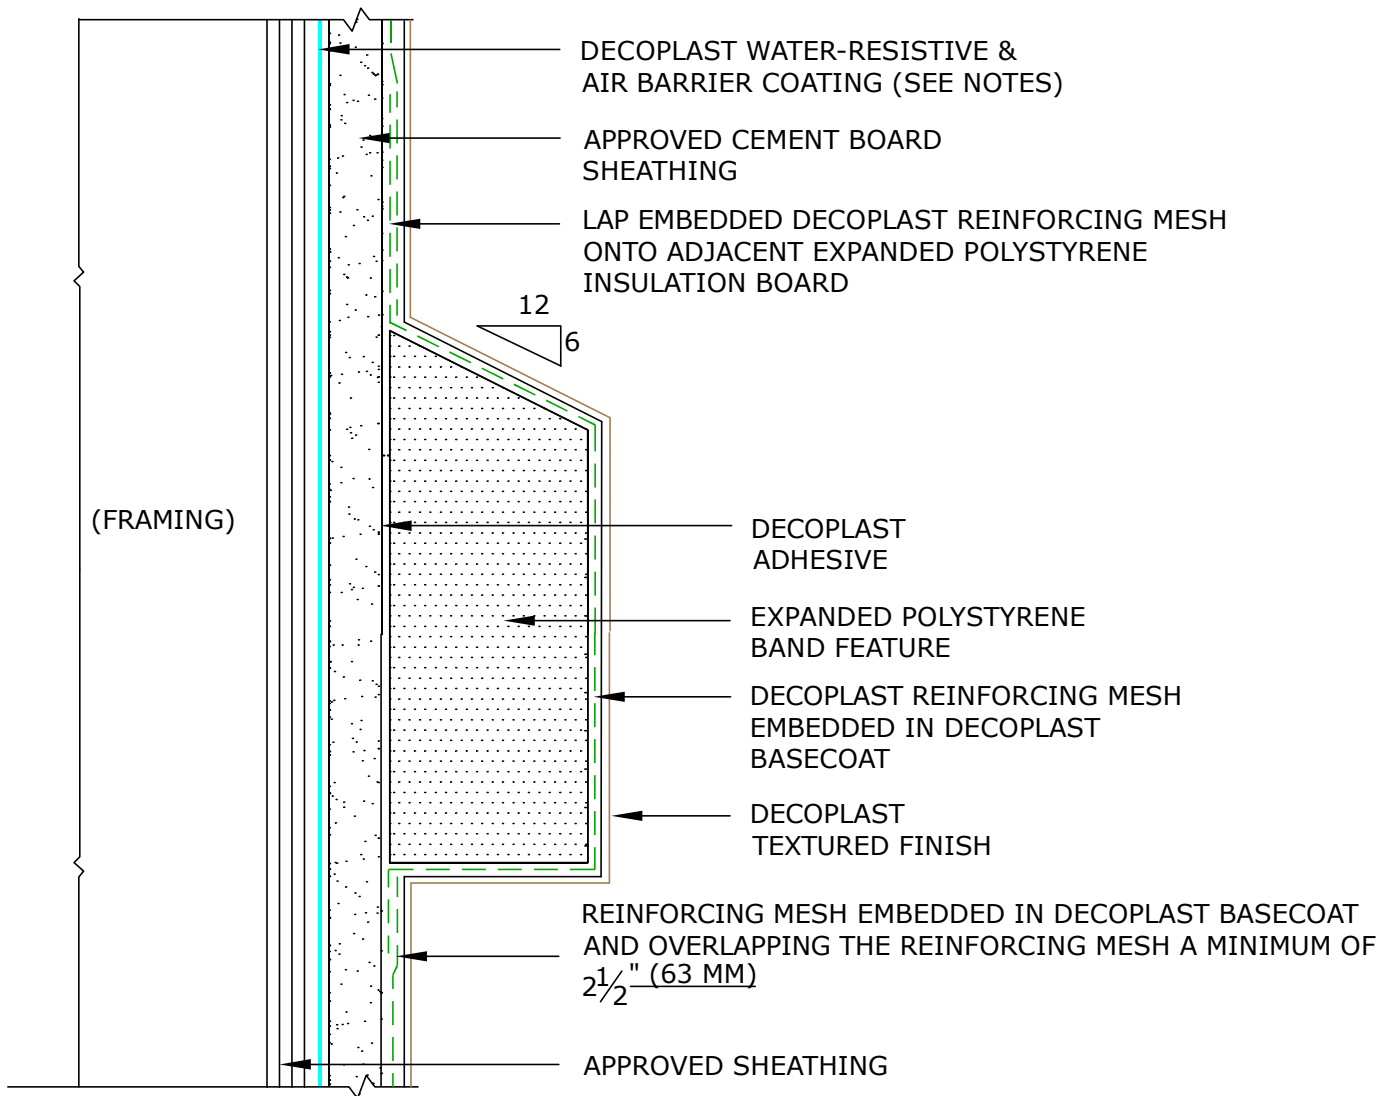 DECOPLAST WATER-RESISTIVE &
AIR BARRIER COATING (SEE NOTES)
APPROVED CEMENT BOARD
SHEATHING
LAP EMBEDDED DECOPLAST REINFORCING MESH
ONTO ADJACENT EXPANDED POLYSTYRENE
INSULATION BOARD
12
6
(FRAMING)
DECOPLAST
ADHESIVE
EXPANDED POLYSTYRENE
BAND FEATURE
DECOPLAST REINFORCING MESH
EMBEDDED IN DECOPLAST
BASECOAT
DECOPLAST
TEXTURED FINISH
REINFORCING MESH EMBEDDED IN DECOPLAST BASECOAT
AND OVERLAPPING THE REINFORCING MESH A MINIMUM OF
2 1/2" (63 MM)
APPROVED SHEATHING